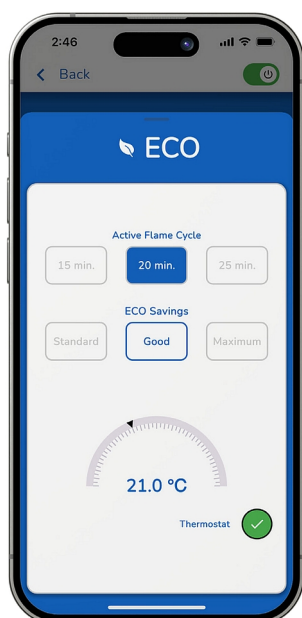 2:46
Back
ECO
Active Flame Cycle
15 min. 20 min. 25 min.
ECO Savings
Standard Good Maximum
21.0 °C
Thermostat